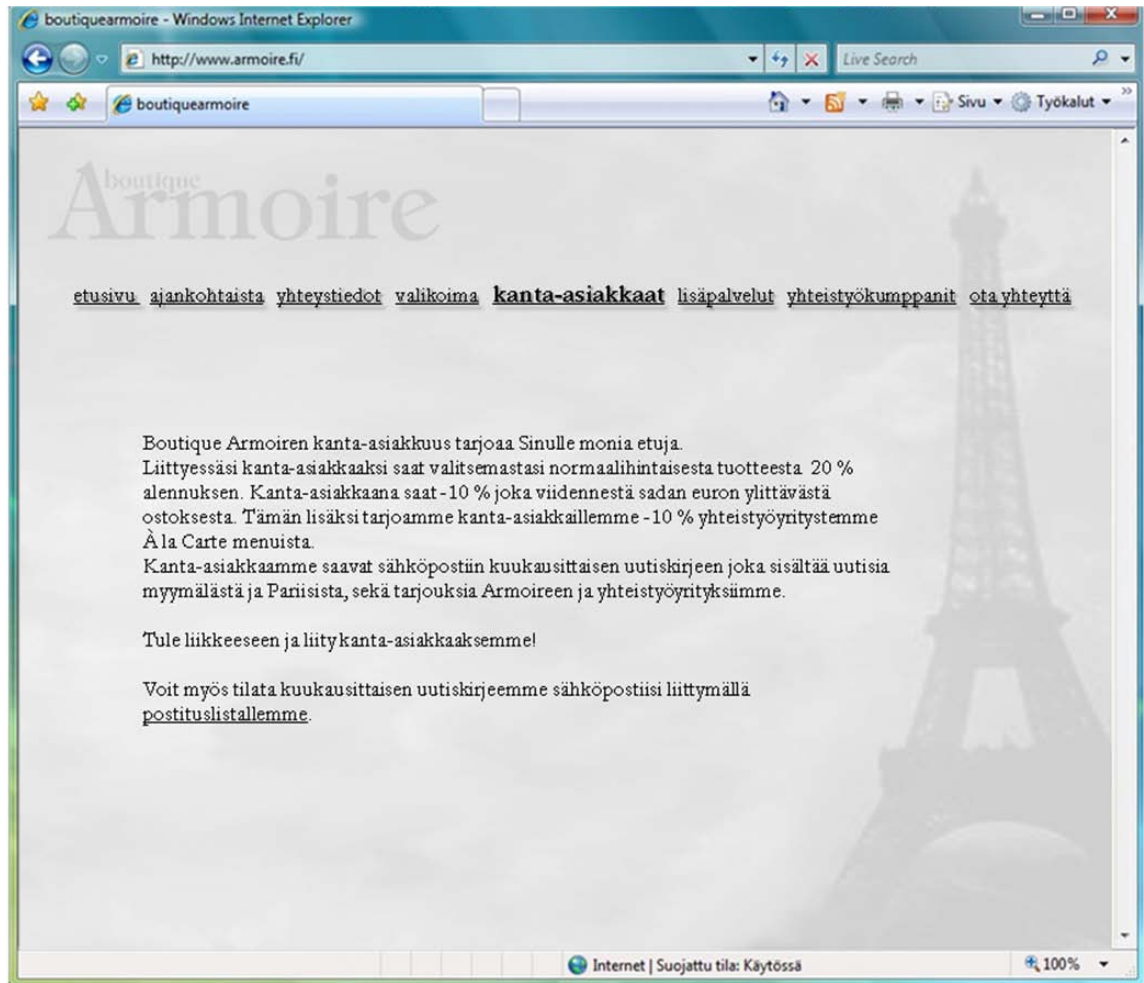 boutiquearmoire - Windows Internet Explorer
http://www.armoire.fi/
Live Search
boutiquearmoire
Sivu
Työkalut
boutique
Armoire
etusivu ajankohtaista yhteystiedot valikoima kanta-asiakkaat lisäpalvelut yhteistyökumppanit ota yhteyttä
Boutique Armoiren kanta-asiakkuus tarjoaa Sinulle monia etuja.
Liittyessäsi kanta-asiakkaaksi saat valitsemastasi normaalihintaisesta tuotteesta 20 %
alennuksen. Kanta-asiakkaana saat -10 % joka viidennestä sadan euron ylittävästä
ostoksesta. Tämän lisäksi tarjoamme kanta-asiakkaillemme -10 % yhteistyöyritystemme
À la Carte menuista.
Kanta-asiakkaamme saavat sähköpostiin kuukausittaisen uutiskirjeen joka sisältää uutisia
myymälästä ja Pariisista, sekä tarjouksia Armoireen ja yhteistyöyrityksiimme.
Tule liikkeeseen ja liity kanta-asiakkaaksemme!
Voit myös tilata kuukausittaisen uutiskirjeemme sähköpostiisi liittymällä
postituslistallemme.
Internet | Suojattu tila: Käytössä
100%